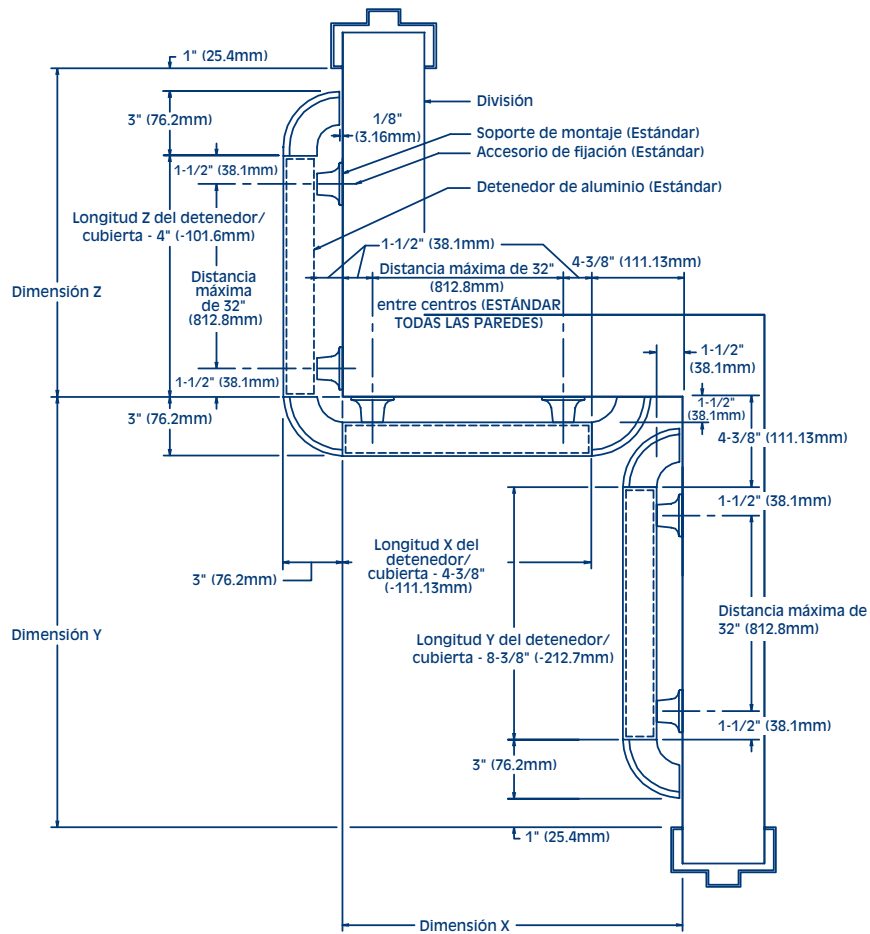 1" (25.4mm)
3" (76.2mm)
1/8"
(3.16mm)
División
Soporte de montaje (Estándar)
Accesorio de fijación (Estándar)
1-1/2" (38.1mm)
Detenedor de aluminio (Estándar)
Longitud Z del detenedor/
cubierta - 4" (-101.6mm)
1-1/2" (38.1mm)
Distancia máxima de 32"
(812.8mm)
entre centros (ESTÁNDAR
TODAS LAS PAREDES)
4-3/8" (111.13mm)
Distancia
máxima
de 32"
(812.8mm)
Dimensión Z
1-1/2"
(38.1mm)
1-1/2" (38.1mm)
3" (76.2mm)
1-1/2"
(38.1mm)
4-3/8" (111.13mm)
1-1/2" (38.1mm)
Longitud X del
detenedor/
cubierta - 4-3/8"
(-111.13mm)
3" (76.2mm)
Distancia máxima de
32" (812.8mm)
Dimensión Y
Longitud Y del detenedor/
cubierta - 8-3/8" (-212.7mm)
1-1/2" (38.1mm)
3" (76.2mm)
1" (25.4mm)
Dimensión X